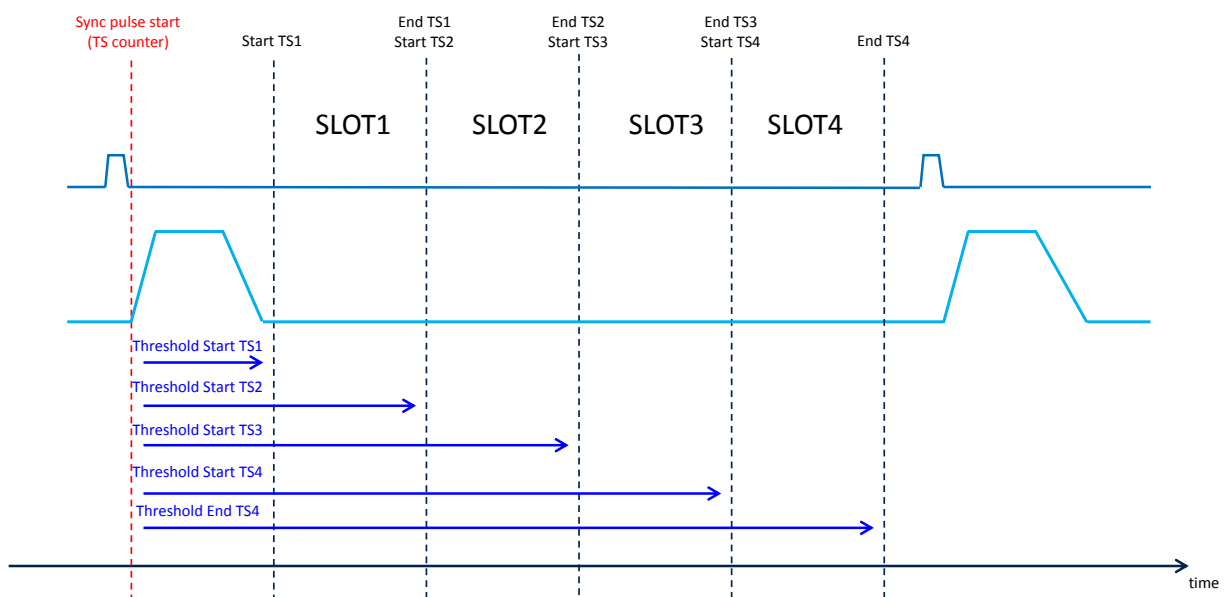 Sync pulse start
(TS counter)
Start TS1
End TS1
Start TS2
End TS2
Start TS3
End TS3
Start TS4
End TS4
SLOT1
SLOT2
SLOT3
SLOT4
Threshold Start TS1
Threshold Start TS2
Threshold Start TS3
Threshold Start TS4
Threshold End TS4
time